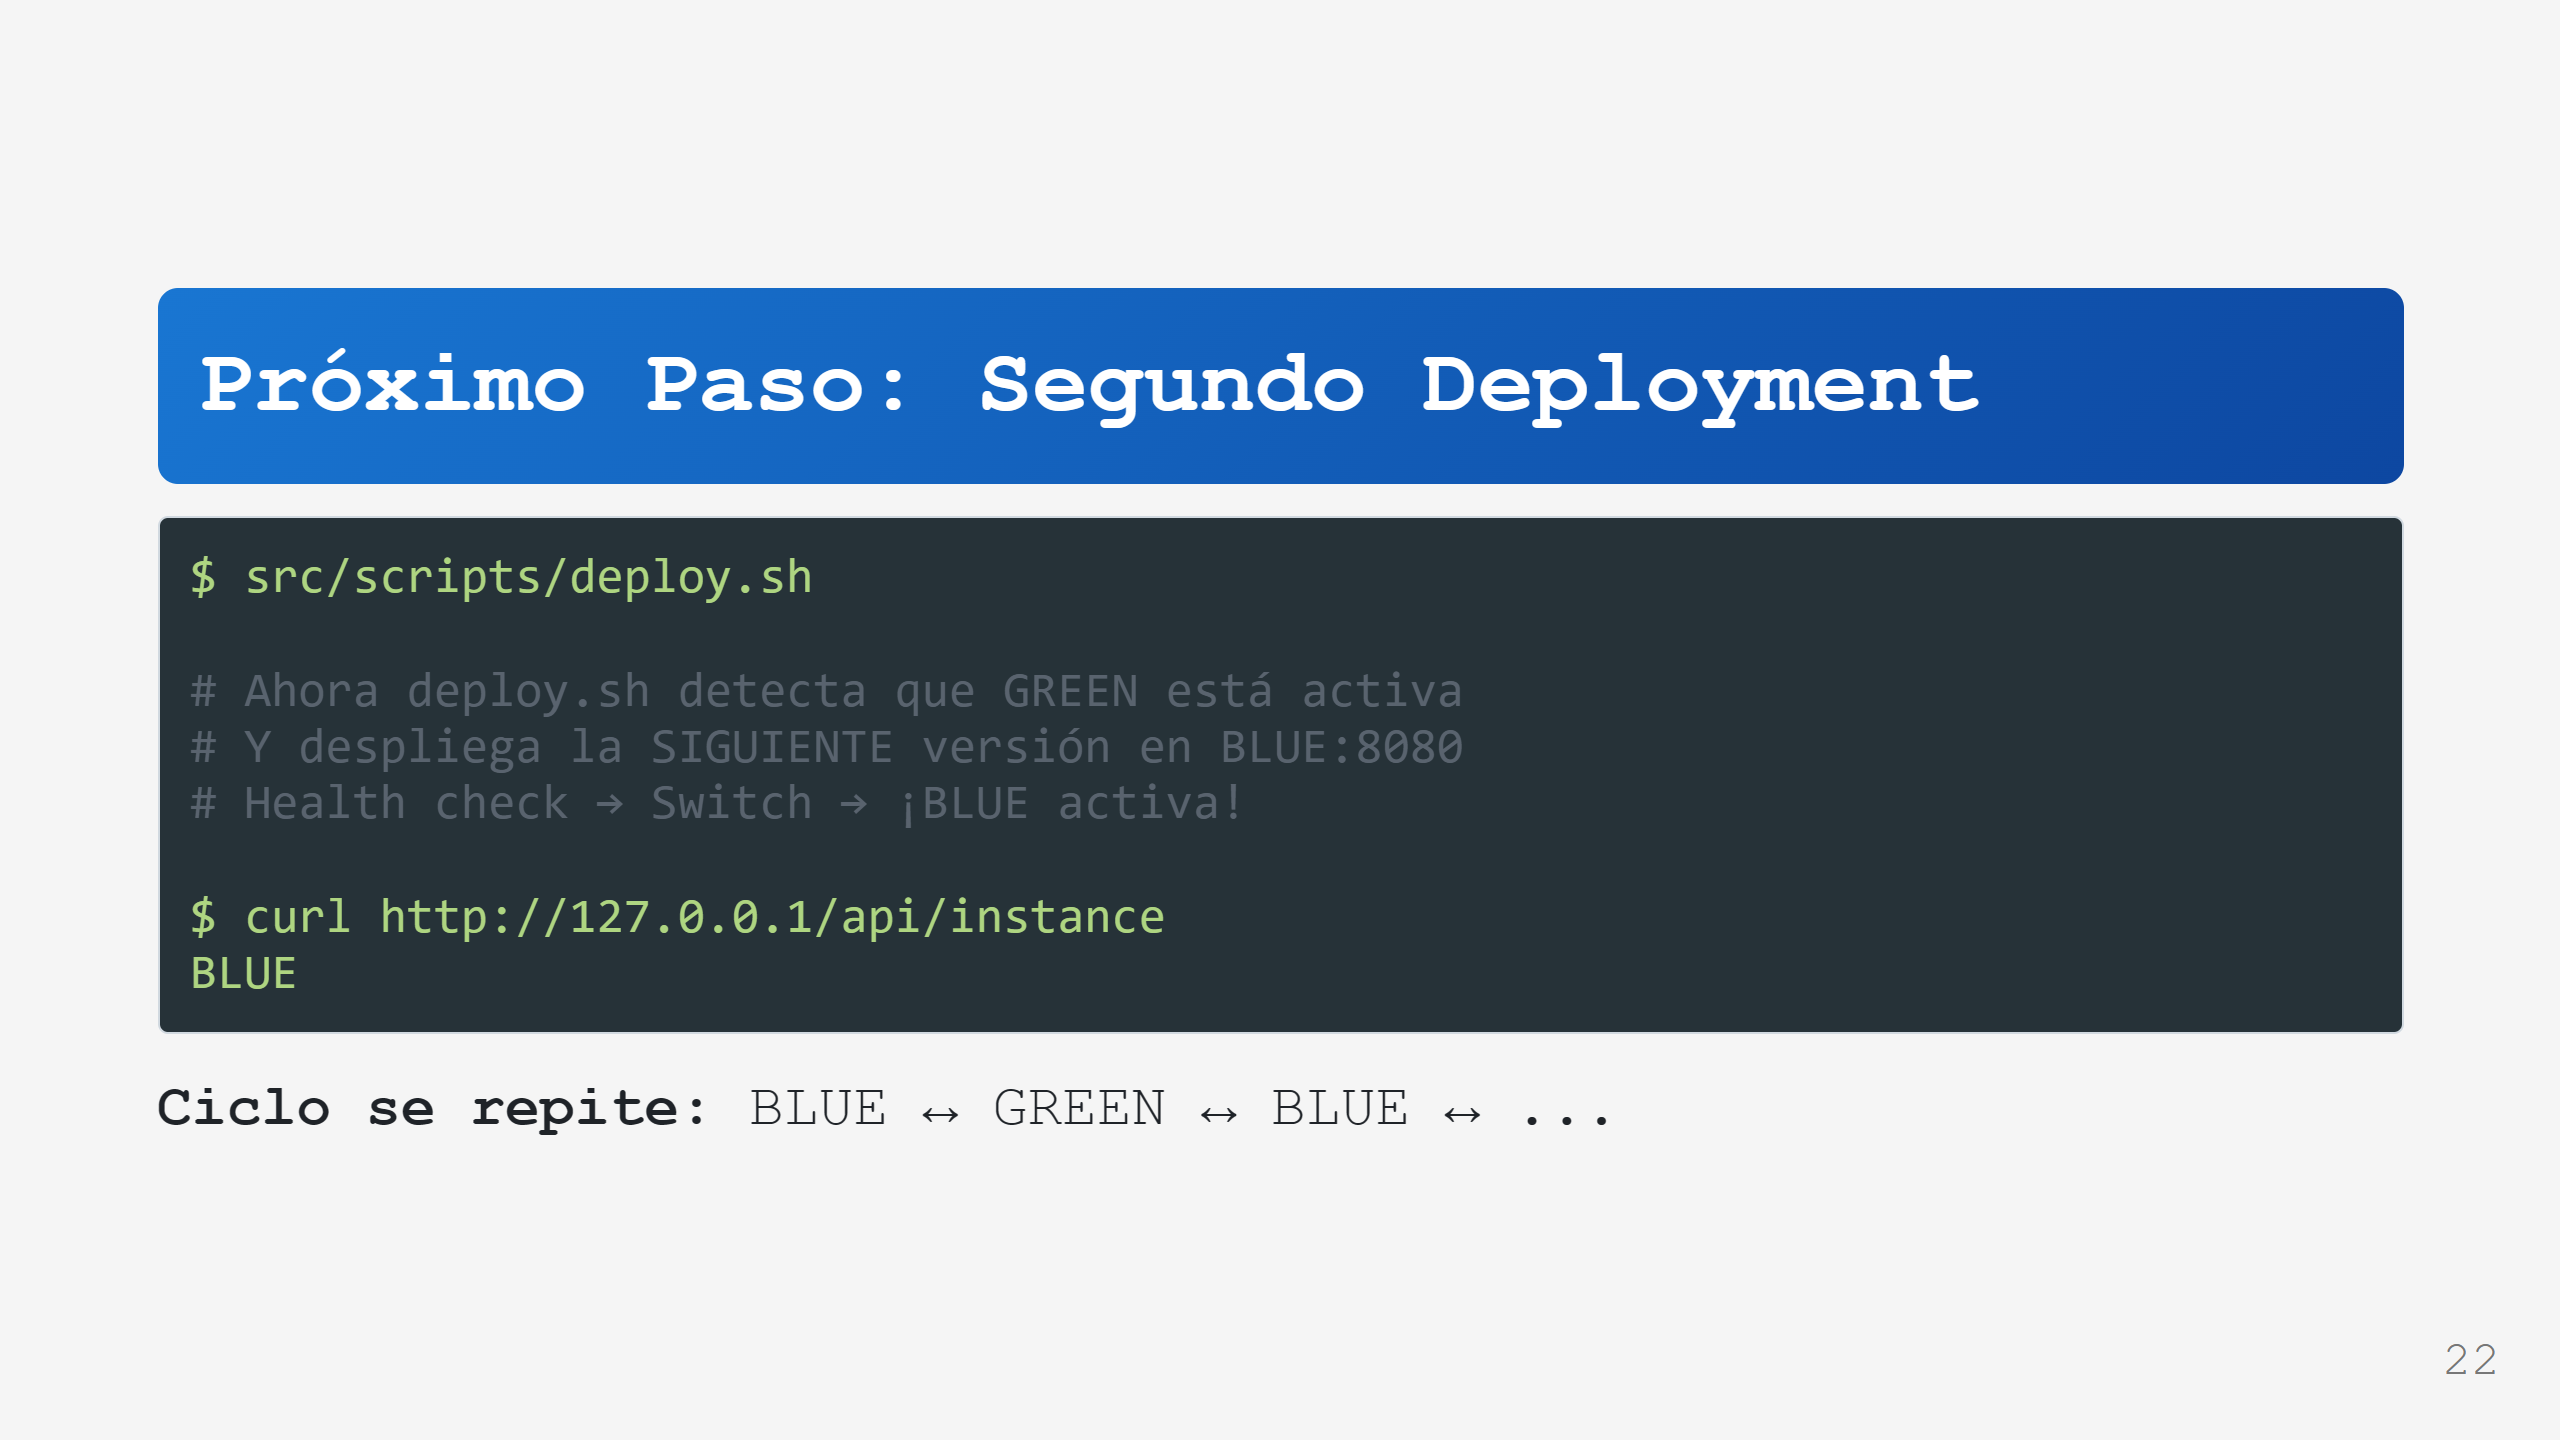 Próximo Paso: Segundo Deployment
$ src/scripts/deploy.sh
# Ahora deploy.sh detecta que GREEN está activa
# Y despliega la SIGUIENTE versión en BLUE:8080
# Health check → Switch → ¡BLUE activa!
$ curl http://127.0.0.1/api/instance
BLUE
Ciclo se repite: BLUE ↔ GREEN ↔ BLUE ↔ ...
22